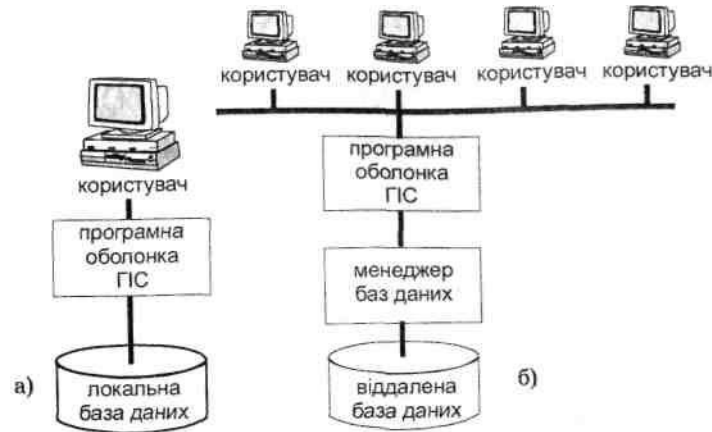 користувач
програмна
оболонка
ГІС
локальна
база даних
а)
користувач
користувач
користувач
користувач
програмна
оболонка
ГІС
менеджер
баз даних
віддалена
база даних
б)